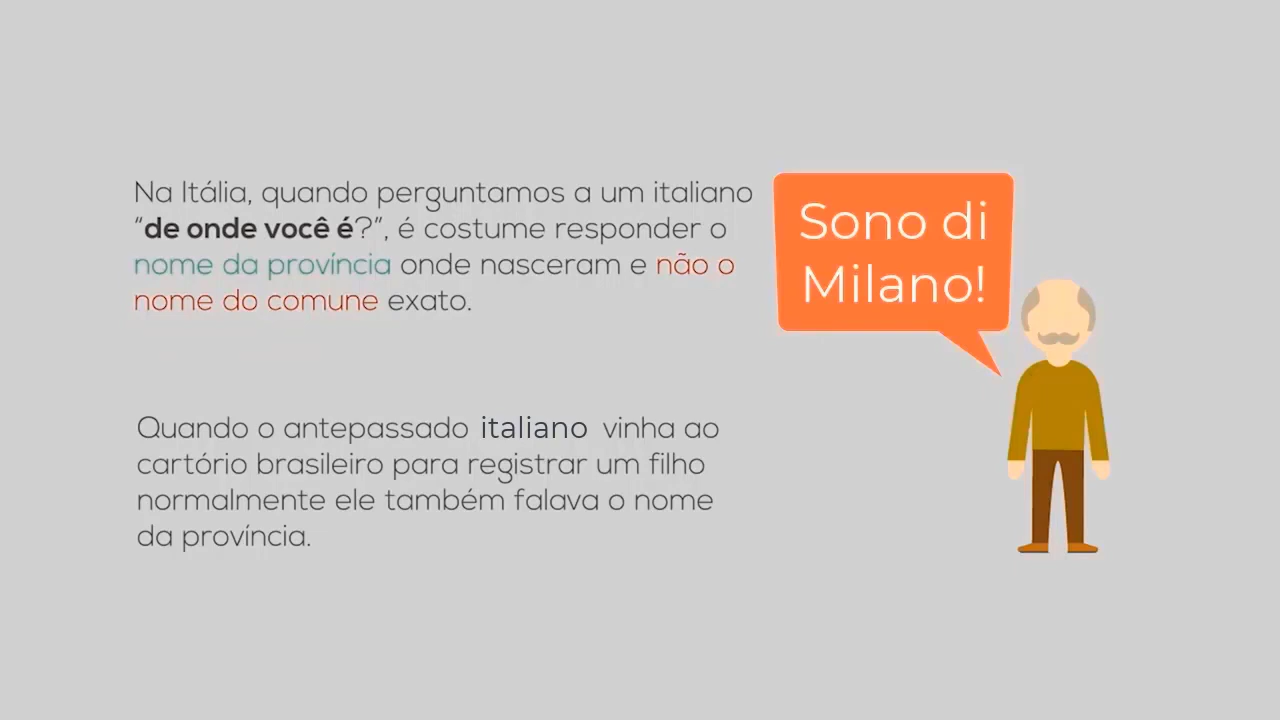 Na Itália, quando perguntamos a um italiano
“de onde você é?”, é costume responder o
nome da província onde nasceram e não o
nome do comune exato.
Sono di
Milano!
Quando o antepassado italiano vinha ao
cartório brasileiro para registrar um filho
normalmente ele também falava o nome
da província.